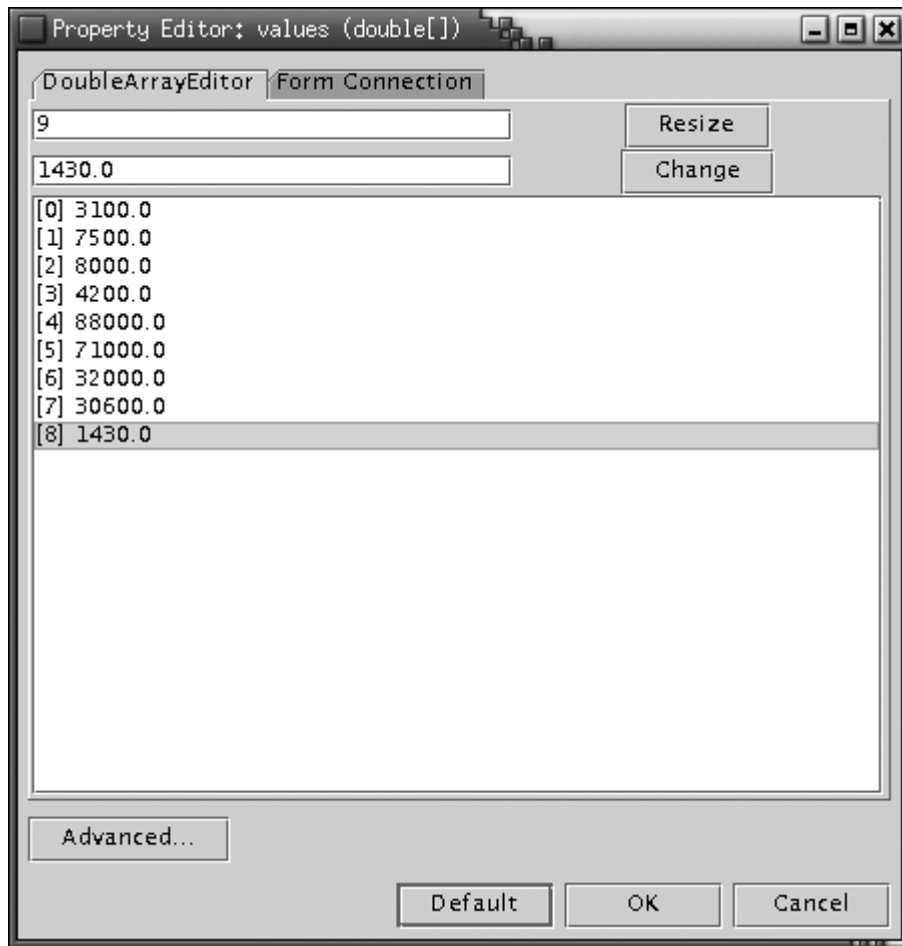 Property Editor: values (double[])
DoubleArrayEditor Form Connection
9 Resize
1430.0 Change
[0] 3100.0
[1] 7500.0
[2] 8000.0
[3] 4200.0
[4] 88000.0
[5] 71000.0
[6] 32000.0
[7] 30600.0
[8] 1430.0
Advanced...
Default OK Cancel